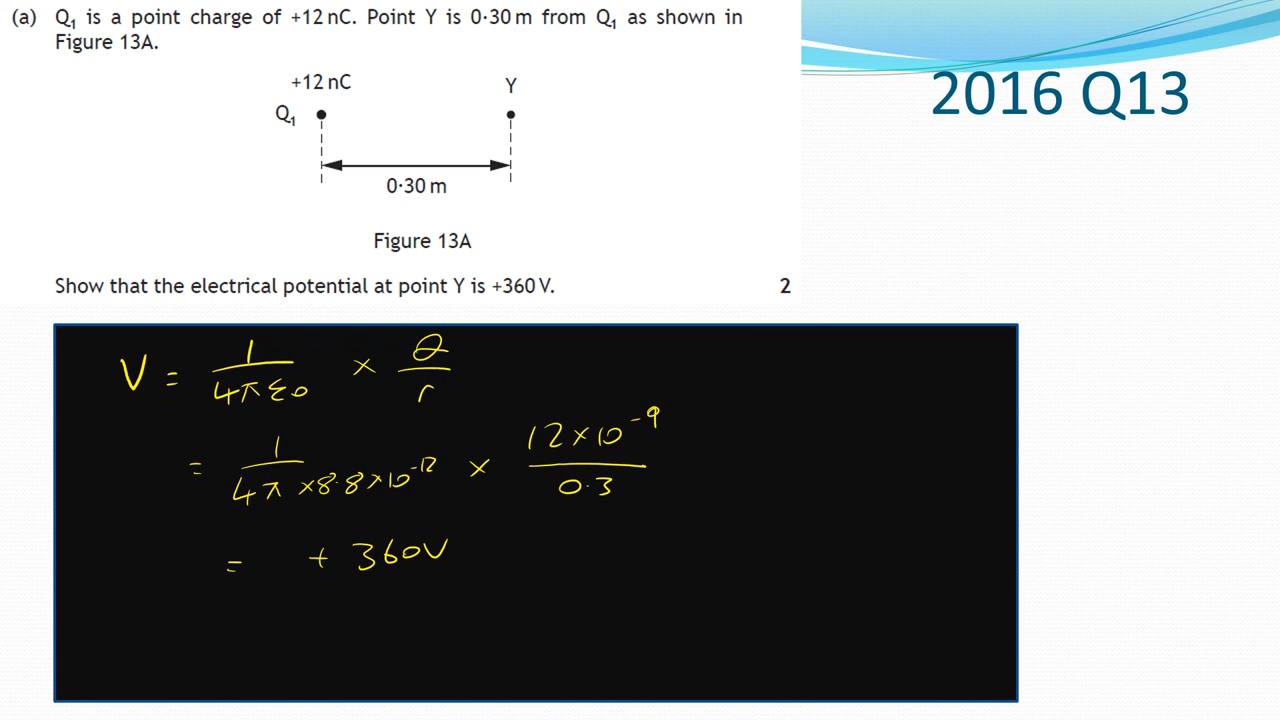 (a) Q₁ is a point charge of +12 nC. Point Y is 0·30 m from Q₁ as shown in
Figure 13A.
2016 Q13
+12 nC Y
Q₁
0·30 m
Figure 13A
Show that the electrical potential at point Y is +360 V. 2
V = 1/(4πε0) × Q/r
= 1/(4π × 8.8×10⁻¹²) × (12×10⁻⁹)/0.3
= + 360V